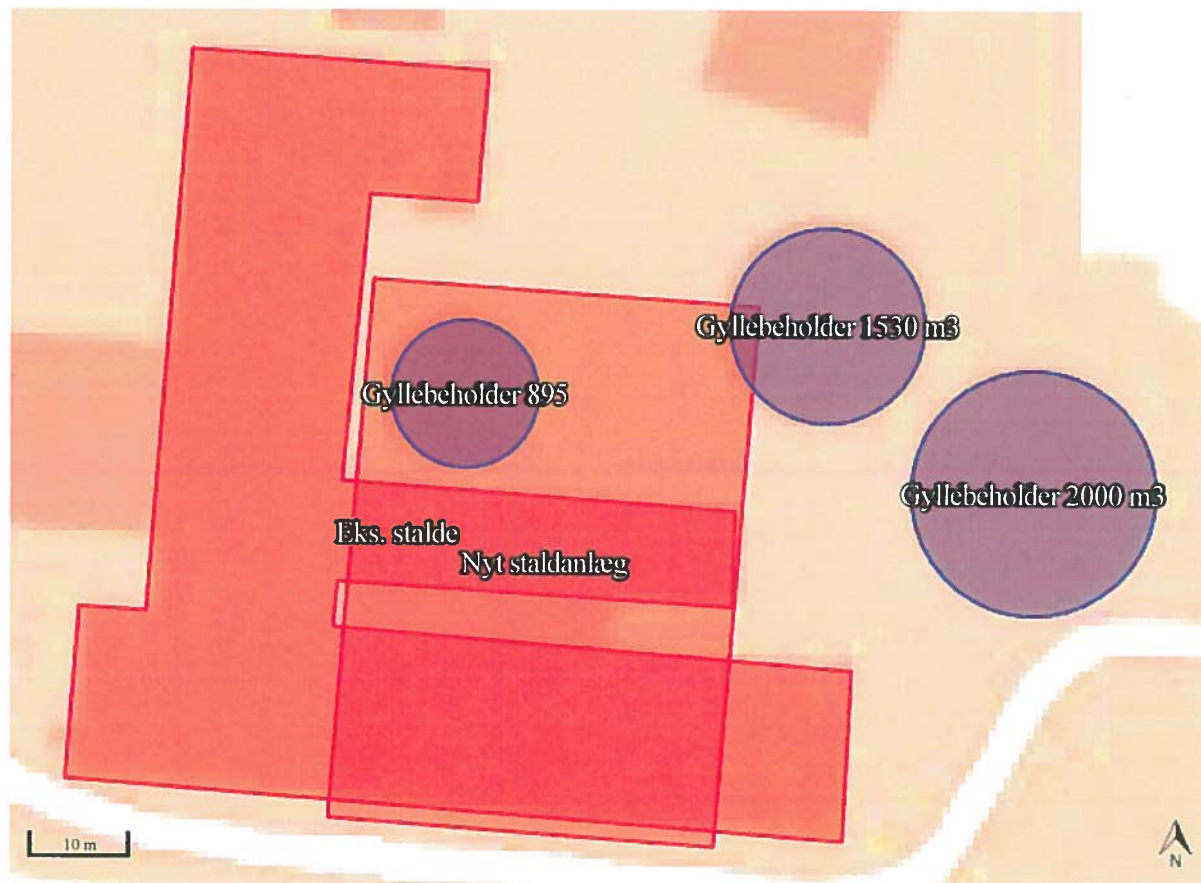 Gyllebeholder 1530 m3
Gyllebeholder 895
Gyllebeholder 2000 m3
Eks. stalde
Nyt staldanlæg
10 m
N